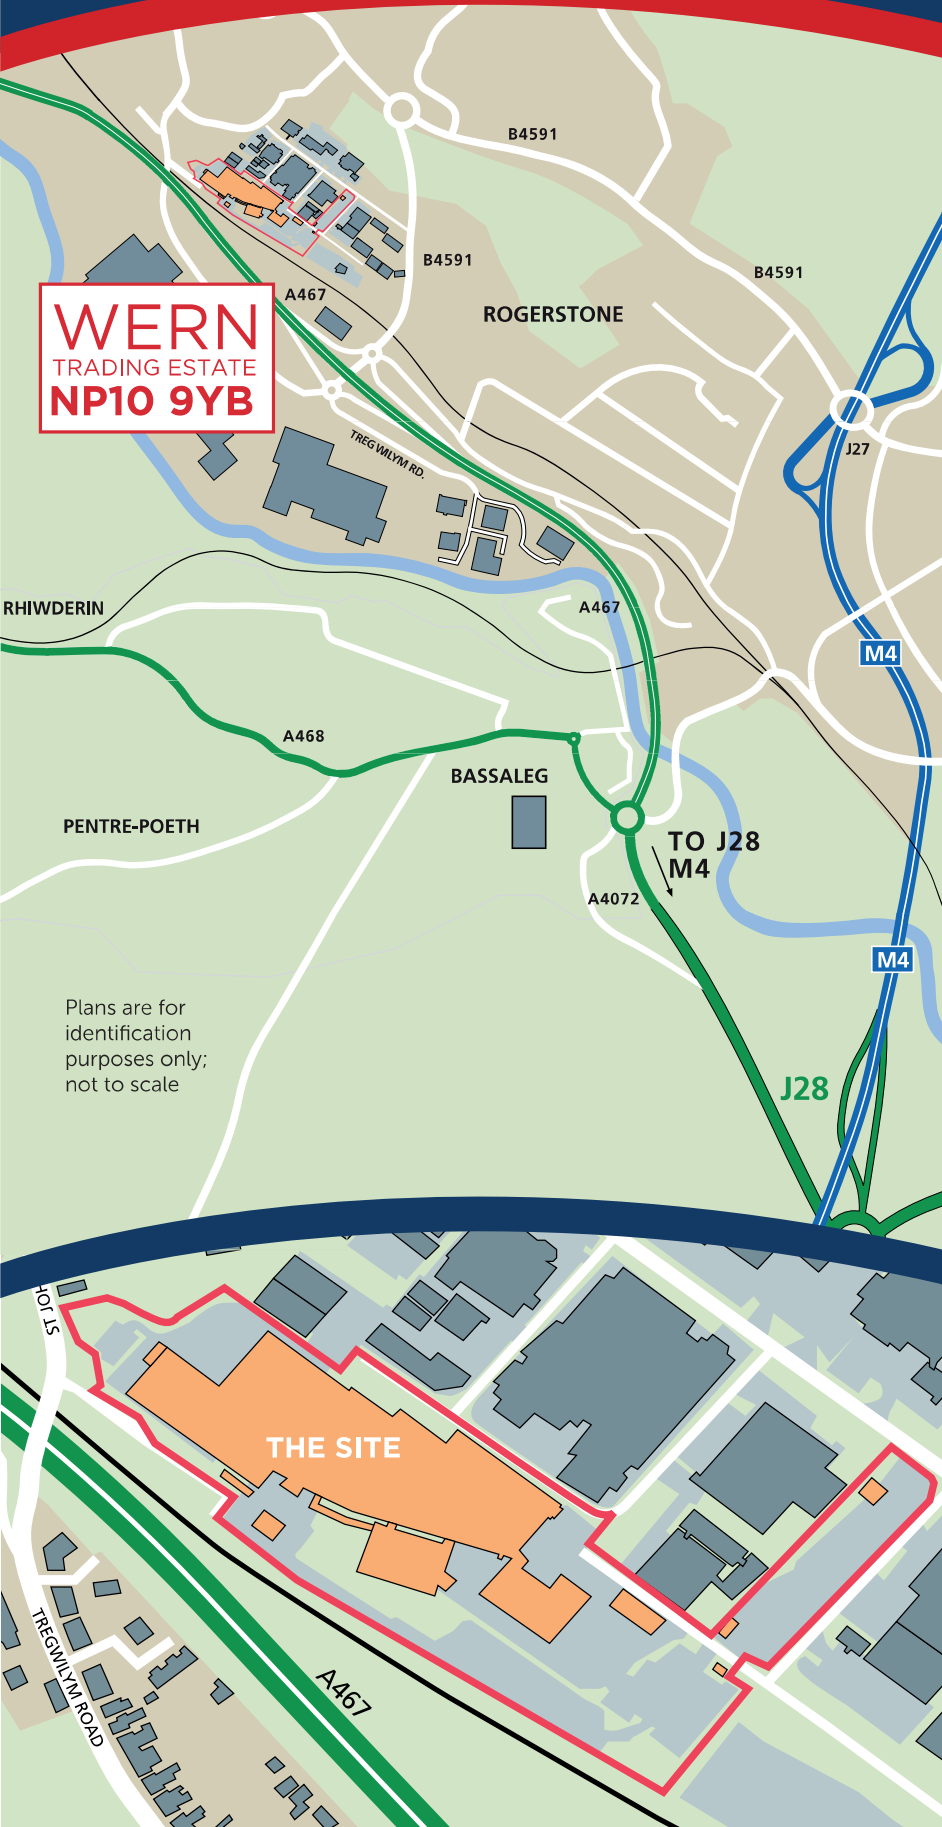 B4591
B4591
B4591
ROGERSTONE
A467
WERN
TRADING ESTATE
NP10 9YB
TREGWILYM RD.
J27
RHIWDERIN
A467
M4
A468
BASSALEG
PENTRE-POETH
TO J28
M4
A4072
M4
Plans are for
identification
purposes only;
not to scale
J28
ST JOH
THE SITE
TREGWILYM ROAD
A467